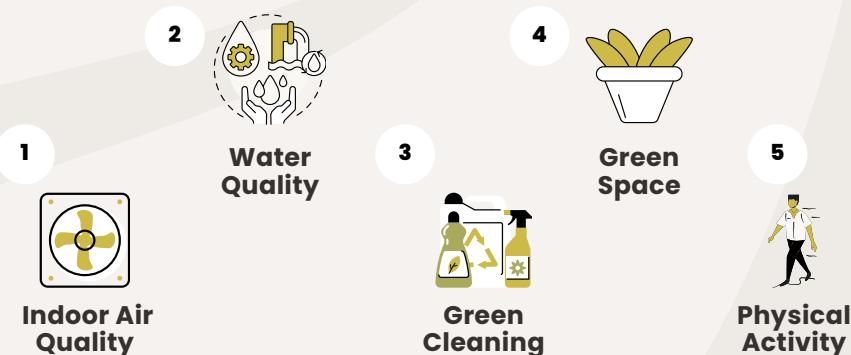 1
Indoor Air
Quality
2
Water
Quality
3
Green
Cleaning
4
Green
Space
5
Physical
Activity